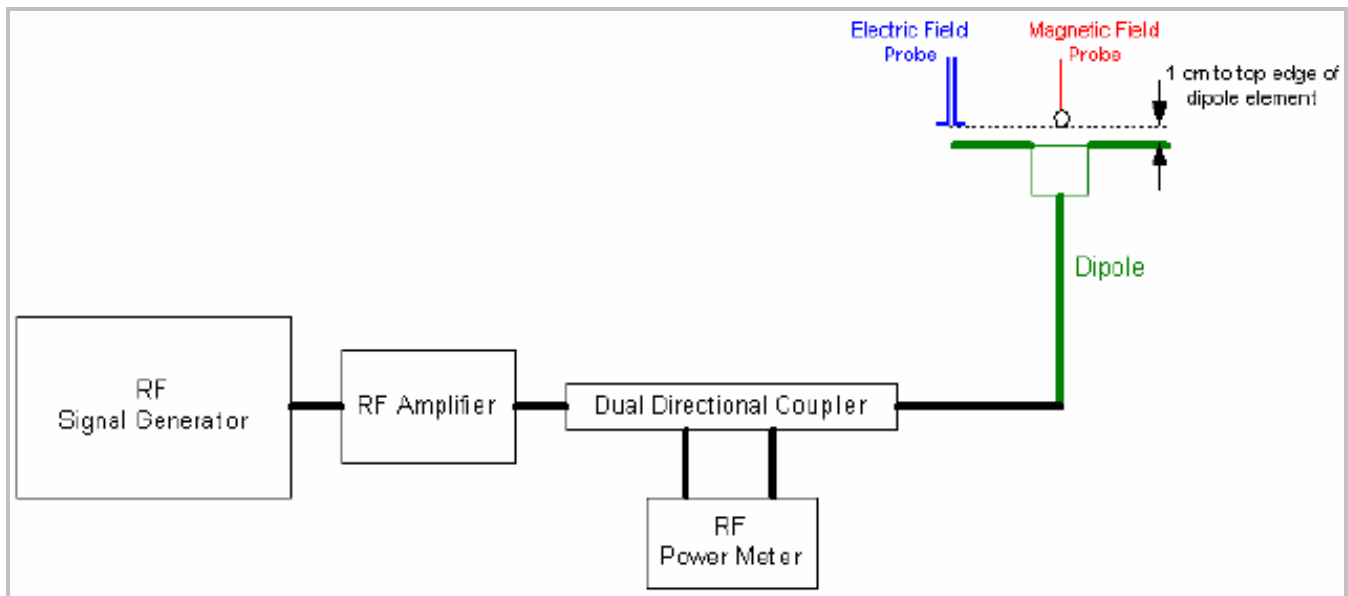 Electric Field
Probe
Magnetic Field
Probe
1 cm to top edge of
dipole element
Dipole
RF
Signal Generator
RF Amplifier
Dual Directional Coupler
RF
Power Meter